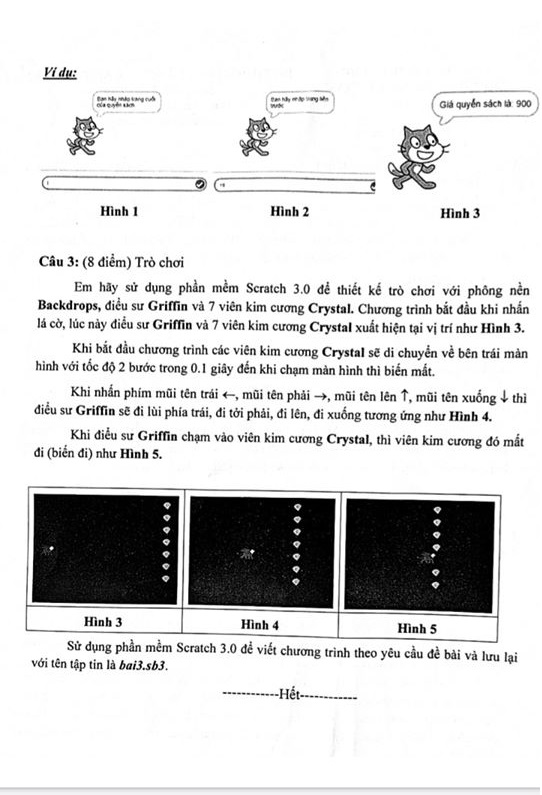 Ví dụ:
Bạn hãy nhập trang cuối
của quyển sách
Bạn hãy nhập trang liền
trước
Giá quyển sách là: 900
Hình 1
Hình 2
Hình 3
Câu 3: (8 điểm) Trò chơi
Em hãy sử dụng phần mềm Scratch 3.0 để thiết kế trò chơi với phông nền
Backdrops, điểu sư Griffin và 7 viên kim cương Crystal. Chương trình bắt đầu khi nhấn
lá cờ, lúc này điểu sư Griffin và 7 viên kim cương Crystal xuất hiện tại vị trí như Hình 3.
Khi bắt đầu chương trình các viên kim cương Crystal sẽ di chuyển về bên trái màn
hình với tốc độ 2 bước trong 0.1 giây đến khi chạm màn hình thì biến mất.
Khi nhấn phím mũi tên trái ←, mũi tên phải →, mũi tên lên ↑, mũi tên xuống ↓ thì
điểu sư Griffin sẽ đi lùi phía trái, đi tới phải, đi lên, đi xuống tương ứng như Hình 4.
Khi điểu sư Griffin chạm vào viên kim cương Crystal, thì viên kim cương đó mất
đi (biến đi) như Hình 5.
Hình 3
Hình 4
Hình 5
Sử dụng phần mềm Scratch 3.0 để viết chương trình theo yêu cầu đề bài và lưu lại
với tên tập tin là bai3.sb3.
------------Hết------------